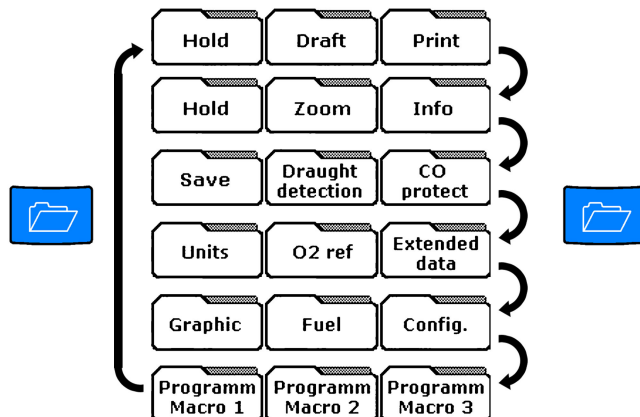 Hold Draft Print
Hold Zoom Info
Save Draught detection CO protect
Units O2 ref Extended data
Graphic Fuel Config.
Programm Macro 1 Programm Macro 2 Programm Macro 3